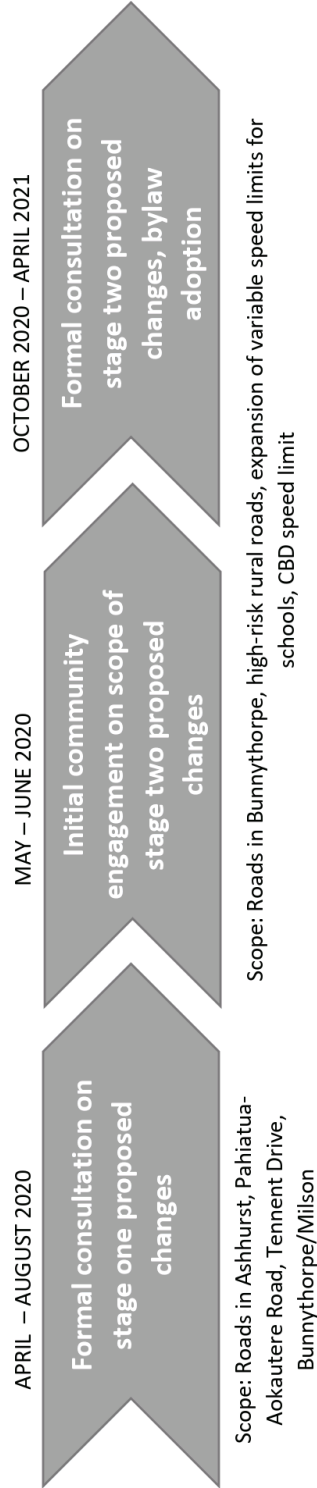 APRIL – AUGUST 2020
Formal consultation on
stage one proposed
changes
Scope: Roads in Ashhurst, Pahiatua-
Aokautere Road, Tennent Drive,
Bunnythorpe/Milson
MAY – JUNE 2020
Initial community
engagement on scope of
stage two proposed
changes
OCTOBER 2020 – APRIL 2021
Formal consultation on
stage two proposed
changes, bylaw
adoption
Scope: Roads in Bunnythorpe, high-risk rural roads, expansion of variable speed limits for
schools, CBD speed limit